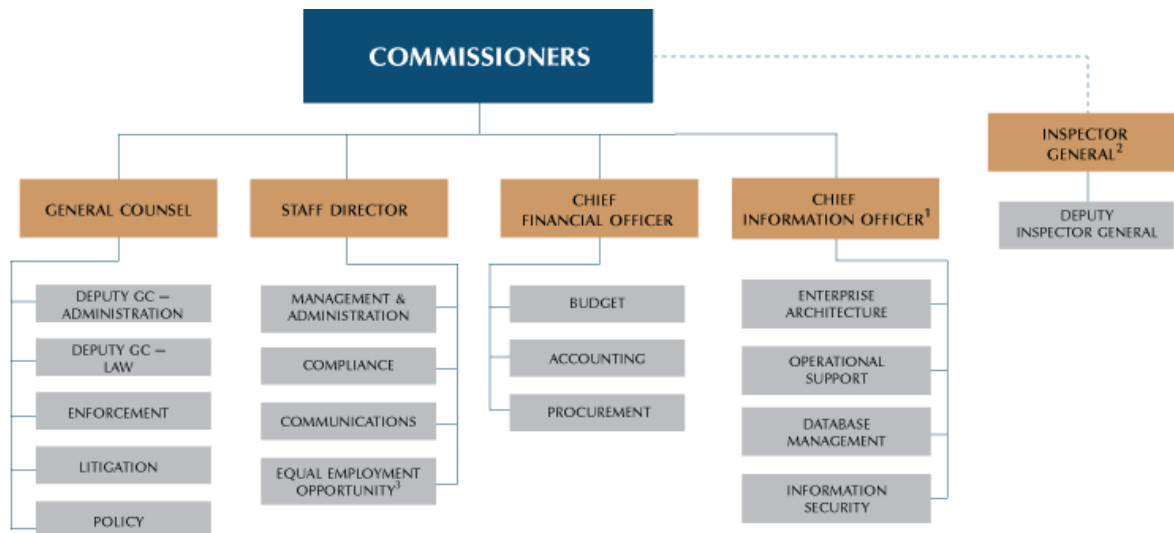 COMMISSIONERS
INSPECTOR
GENERAL²
DEPUTY
INSPECTOR GENERAL
GENERAL COUNSEL
DEPUTY GC –
ADMINISTRATION
DEPUTY GC –
LAW
ENFORCEMENT
LITIGATION
POLICY
STAFF DIRECTOR
MANAGEMENT &
ADMINISTRATION
COMPLIANCE
COMMUNICATIONS
EQUAL EMPLOYMENT
OPPORTUNITY³
CHIEF
FINANCIAL OFFICER
BUDGET
ACCOUNTING
PROCUREMENT
CHIEF
INFORMATION OFFICER¹
ENTERPRISE
ARCHITECTURE
OPERATIONAL
SUPPORT
DATABASE
MANAGEMENT
INFORMATION
SECURITY